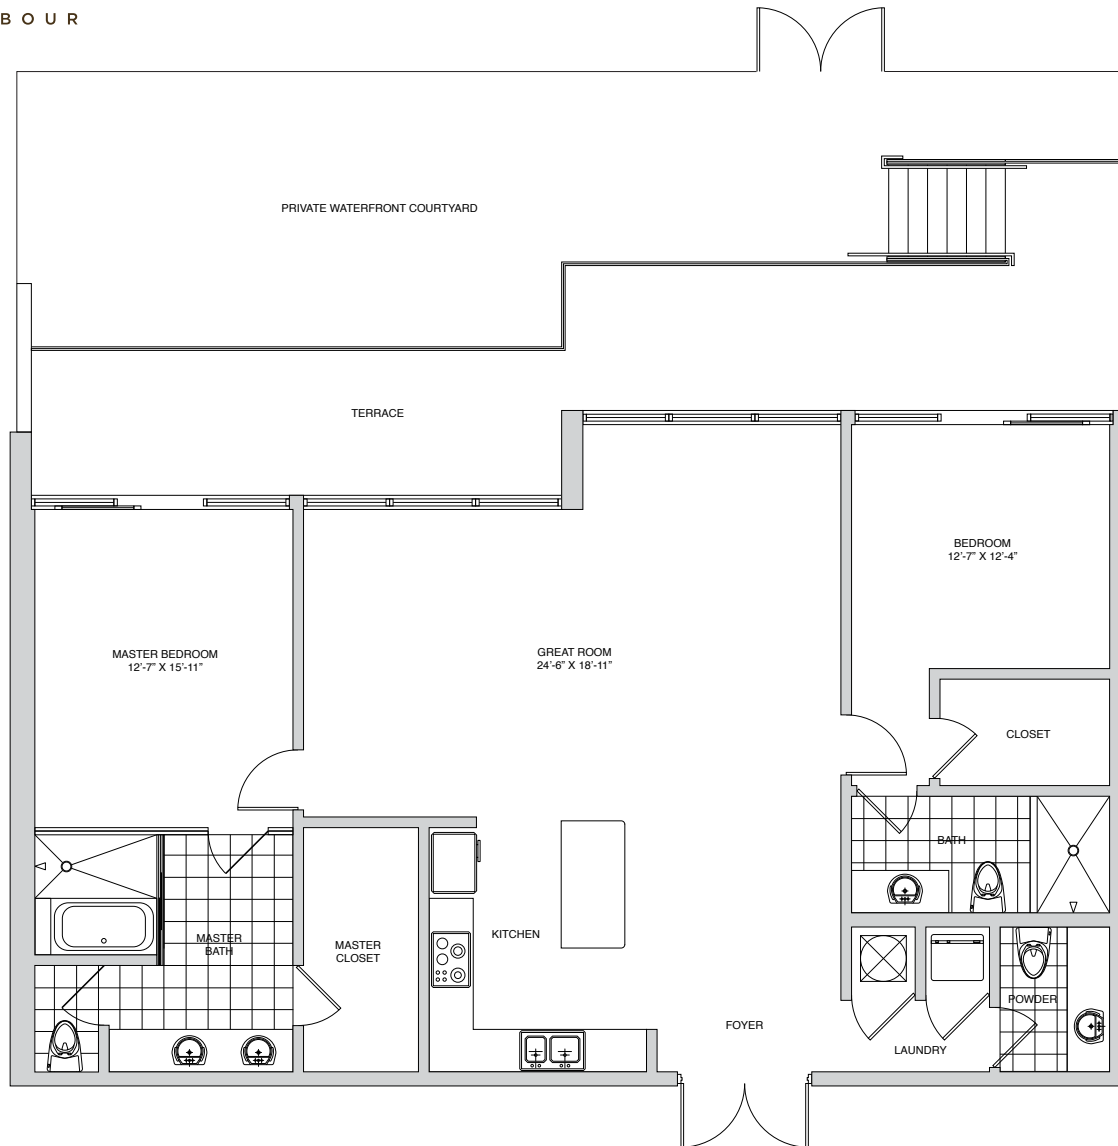 BOUR
PRIVATE WATERFRONT COURTYARD
TERRACE
BEDROOM
12'-7" X 12'-4"
MASTER BEDROOM
12'-7" X 15'-11"
GREAT ROOM
24'-6" X 18'-11"
CLOSET
BATH
KITCHEN
MASTER
BATH
MASTER
CLOSET
POWDER
FOYER
LAUNDRY